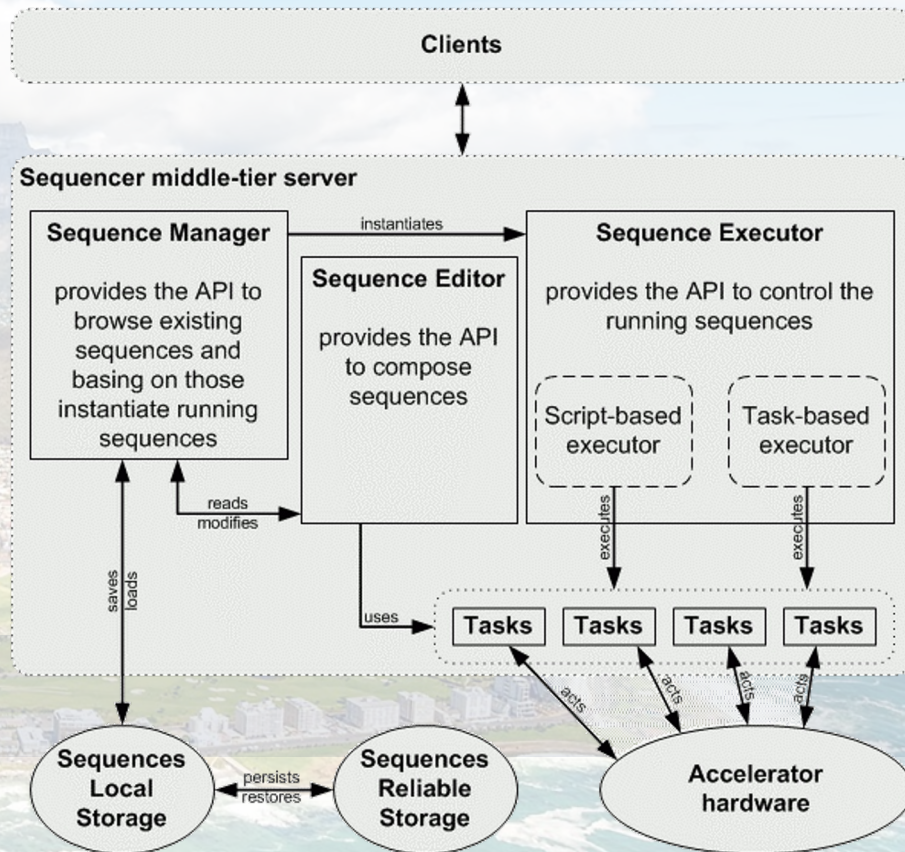 Clients
Sequencer middle-tier server
Sequence Manager
provides the API to
browse existing
sequences and
basing on those
instantiate running
sequences
instantiates
Sequence Editor
provides the API
to compose
sequences
Sequence Executor
provides the API to control the
running sequences
Script-based
executor
Task-based
executor
reads
modifies
executes
executes
saves
loads
uses
Tasks
Tasks
Tasks
Tasks
acts
acts
acts
acts
Sequences
Local
Storage
persists
restores
Sequences
Reliable
Storage
Accelerator
hardware